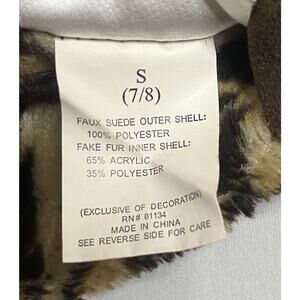 S
(7/8)
FAUX SUEDE OUTER SHELL:
100% POLYESTER
FAKE FUR INNER SHELL:
65% ACRYLIC
35% POLYESTER
(EXCLUSIVE OF DECORATION)
RN# 81134
MADE IN CHINA
SEE REVERSE SIDE FOR CARE